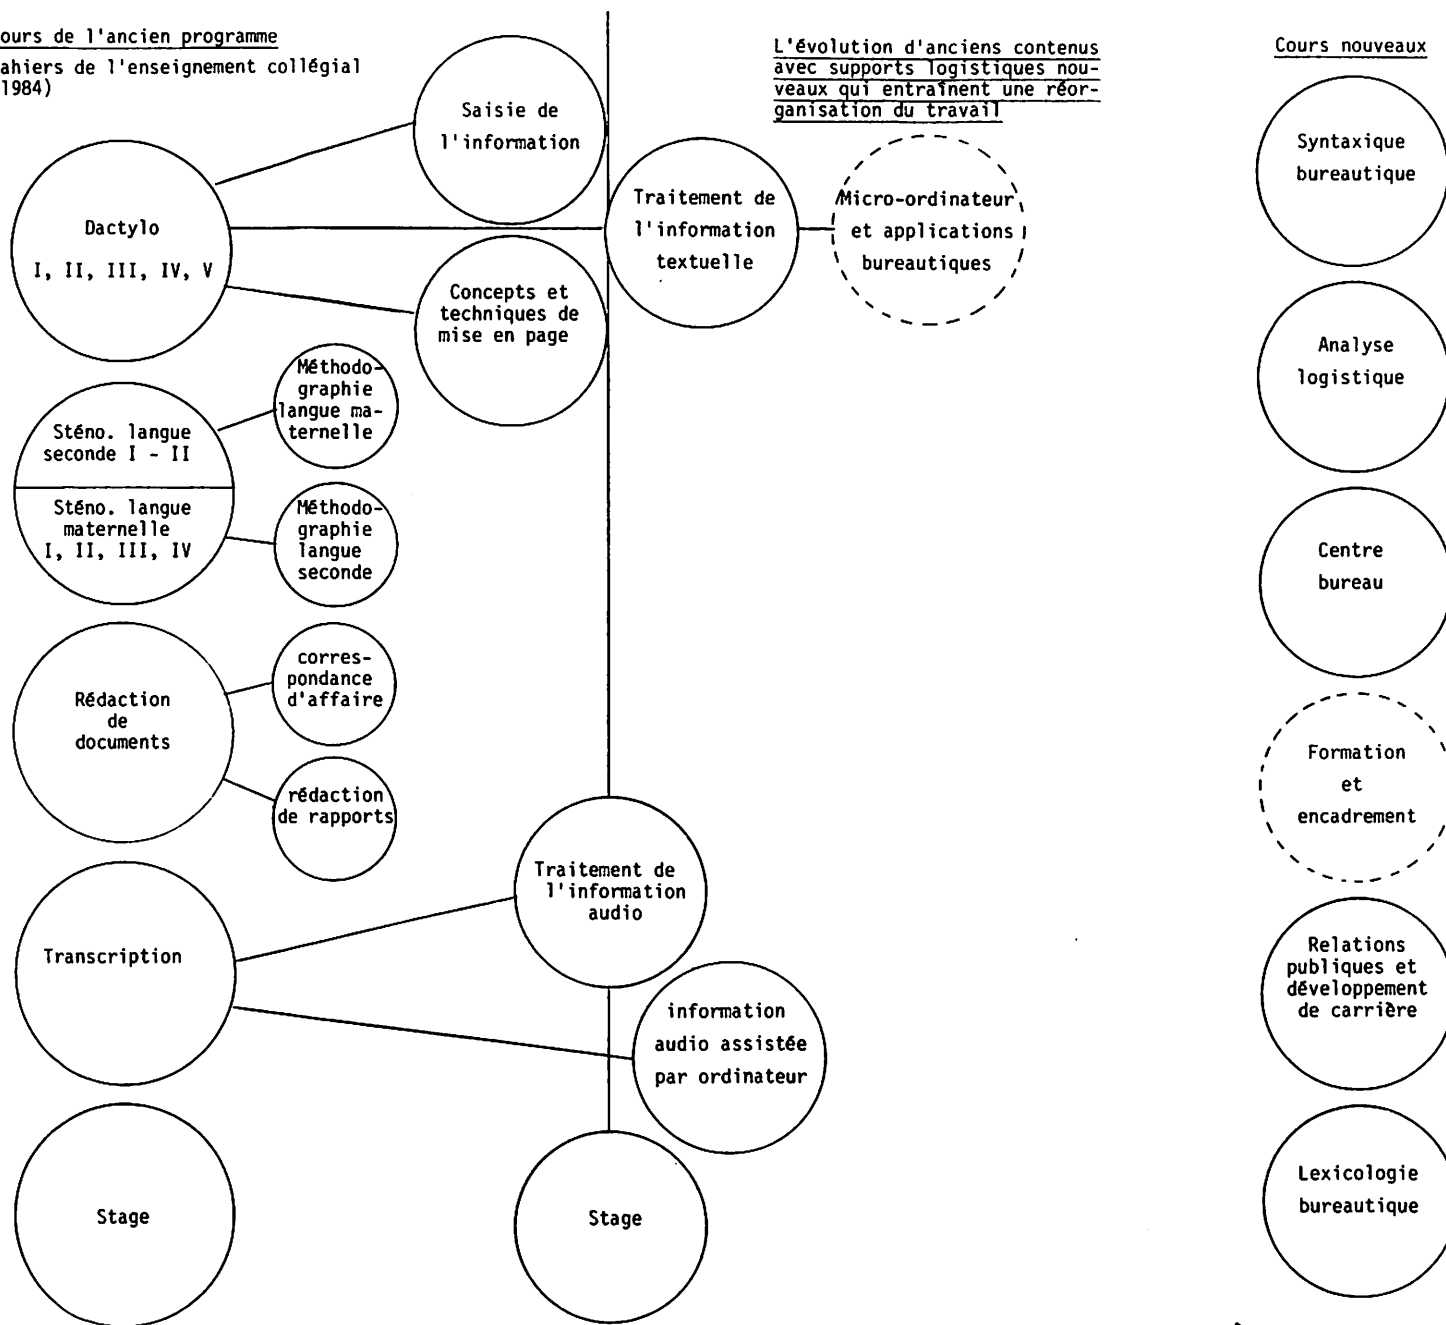 ours de l'ancien programme
ahiers de l'enseignement collégial
1984)
Dactylo
I, II, III, IV, V
Sténo. langue
seconde I - II
Sténo. langue
maternelle
I, II, III, IV
Rédaction
de
documents
Transcription
Stage
Saisie de
l'information
Concepts et
techniques de
mise en page
Méthodo-
graphie
langue ma-
ternelle
Méthodo-
graphie
langue
seconde
corres-
pondance
d'affaire
rédaction
de rapports
L'évolution d'anciens contenus
avec supports logistiques nou-
veaux qui entraînent une réor-
ganisation du travail
Traitement de
l'information
textuelle
Micro-ordinateur
et applications
bureautiques
Traitement de
l'information
audio
information
audio assistée
par ordinateur
Stage
Cours nouveaux
Syntaxique
bureautique
Analyse
logistique
Centre
bureau
Formation
et
encadrement
Relations
publiques et
développement
de carrière
Lexicologie
bureautique